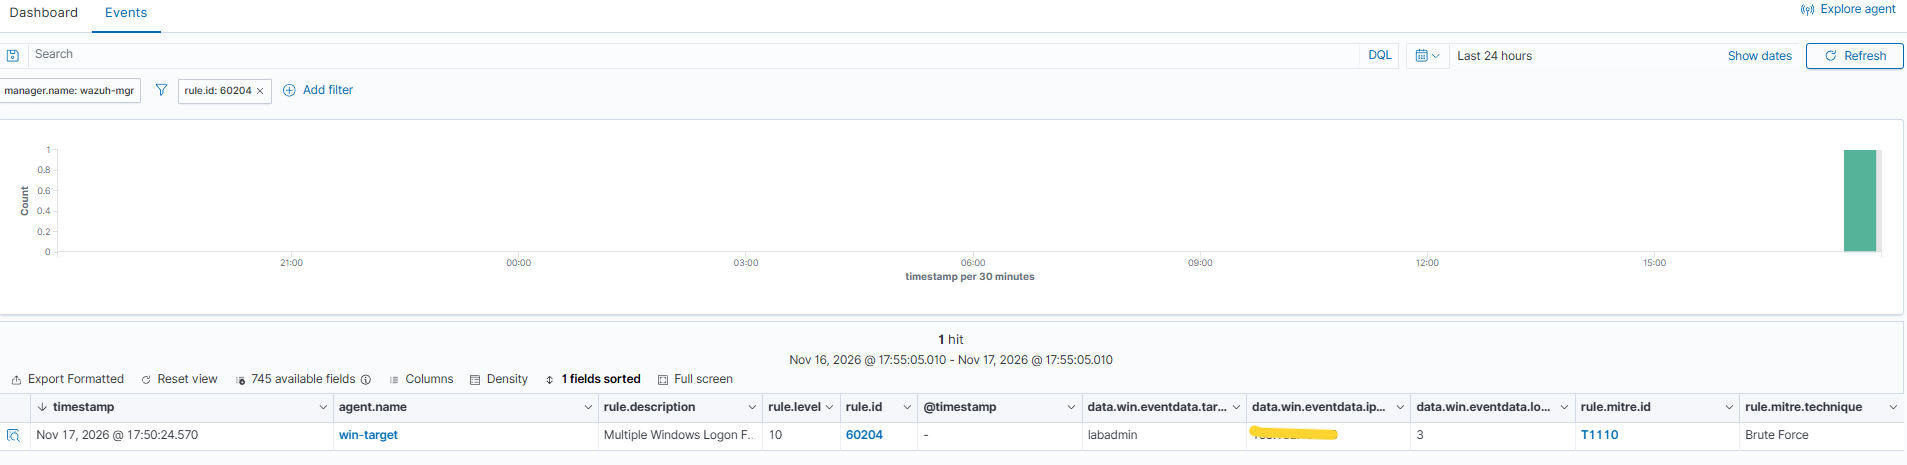 Dashboard Events Explore agent
Search DQL Last 24 hours Show dates Refresh
manager.name: wazuh-mgr rule.id: 60204 × Add filter
1
0.8
0.6
0.4
0.2
0
Count
21:00 00:00 03:00 06:00 09:00 12:00 15:00
timestamp per 30 minutes
1 hit
Nov 16, 2026 @ 17:55:05.010 - Nov 17, 2026 @ 17:55:05.010
Export Formatted Reset view 745 available fields Columns Density 1 fields sorted Full screen
timestamp agent.name rule.description rule.level rule.id @timestamp data.win.eventdata.tar... data.win.eventdata.ip... data.win.eventdata.lo... rule.mitre.id rule.mitre.technique
Nov 17, 2026 @ 17:50:24.570 win-target Multiple Windows Logon F... 10 60204 - labadmin 3 T1110 Brute Force